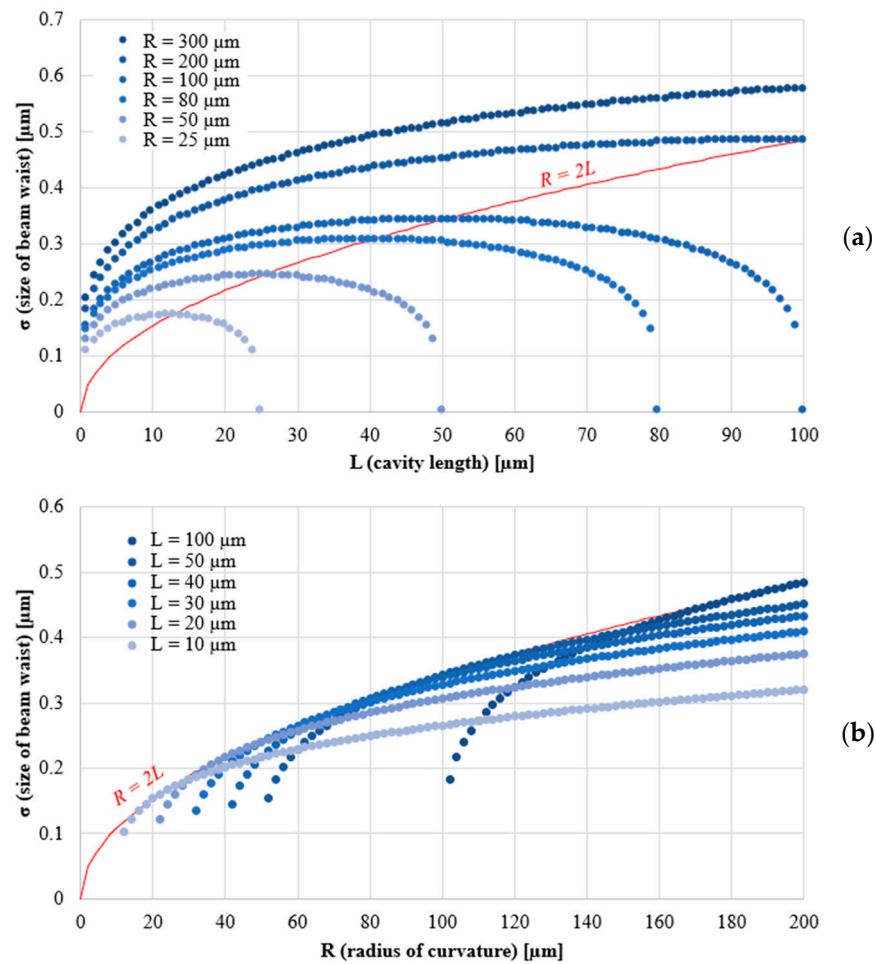 0.7
0.6
0.5
0.4
0.3
0.2
0.1
0
σ (size of beam waist) [µm]
R = 300 µm
R = 200 µm
R = 100 µm
R = 80 µm
R = 50 µm
R = 25 µm
R = 2L
(a)
0 10 20 30 40 50 60 70 80 90 100
L (cavity length) [µm]
0.6
0.5
0.4
0.3
0.2
0.1
0
σ (size of beam waist) [µm]
L = 100 µm
L = 50 µm
L = 40 µm
L = 30 µm
L = 20 µm
L = 10 µm
R = 2L
(b)
0 20 40 60 80 100 120 140 160 180 200
R (radius of curvature) [µm]